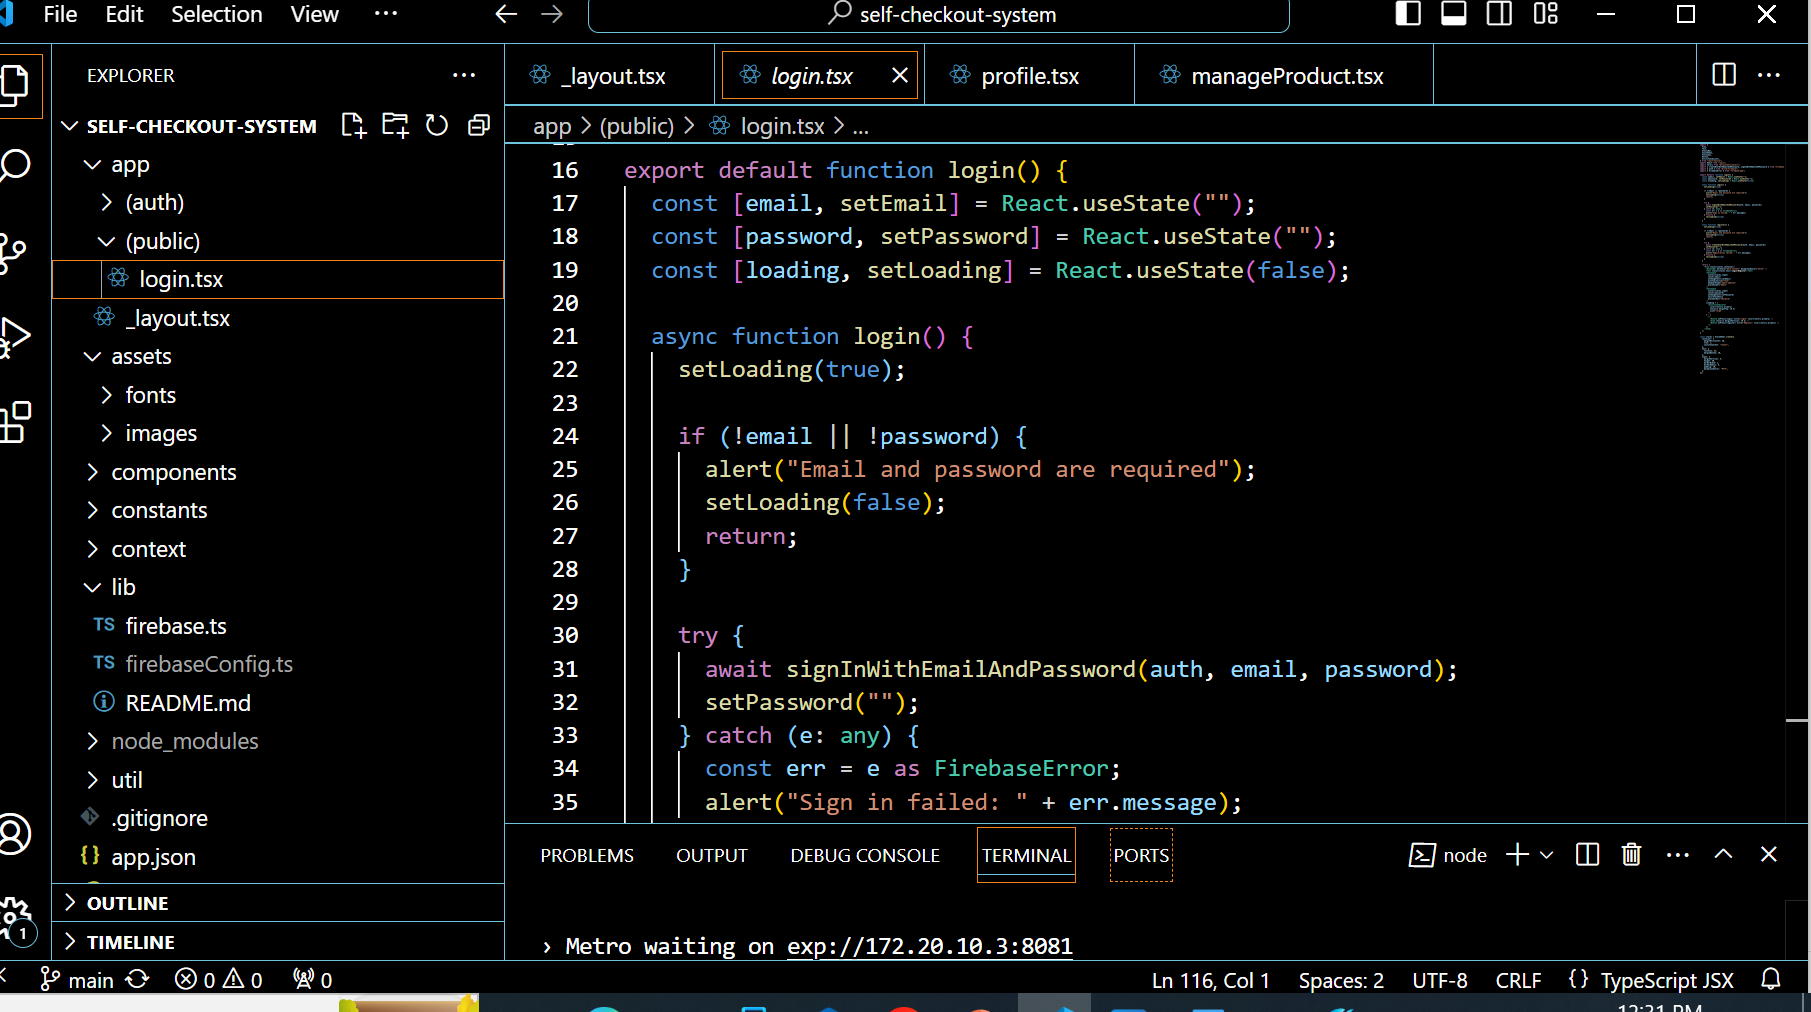 File Edit Selection View ··· self-checkout-system
EXPLORER ···
SELF-CHECKOUT-SYSTEM
app
(auth)
(public)
login.tsx
_layout.tsx
assets
fonts
images
components
constants
context
lib
TS firebase.ts
TS firebaseConfig.ts
README.md
node_modules
util
.gitignore
{} app.json
OUTLINE
TIMELINE
_layout.tsx login.tsx profile.tsx manageProduct.tsx
app > (public) > login.tsx > ...
16 export default function login() {
17 const [email, setEmail] = React.useState("");
18 const [password, setPassword] = React.useState("");
19 const [loading, setLoading] = React.useState(false);
20
21 async function login() {
22 setLoading(true);
23
24 if (!email || !password) {
25 alert("Email and password are required");
26 setLoading(false);
27 return;
28 }
29
30 try {
31 await signInWithEmailAndPassword(auth, email, password);
32 setPassword("");
33 } catch (e: any) {
34 const err = e as FirebaseError;
35 alert("Sign in failed: " + err.message);
PROBLEMS OUTPUT DEBUG CONSOLE TERMINAL PORTS node
› Metro waiting on exp://172.20.10.3:8081
1
main 0 0 0 Ln 116, Col 1 Spaces: 2 UTF-8 CRLF {} TypeScript JSX
12:31 PM